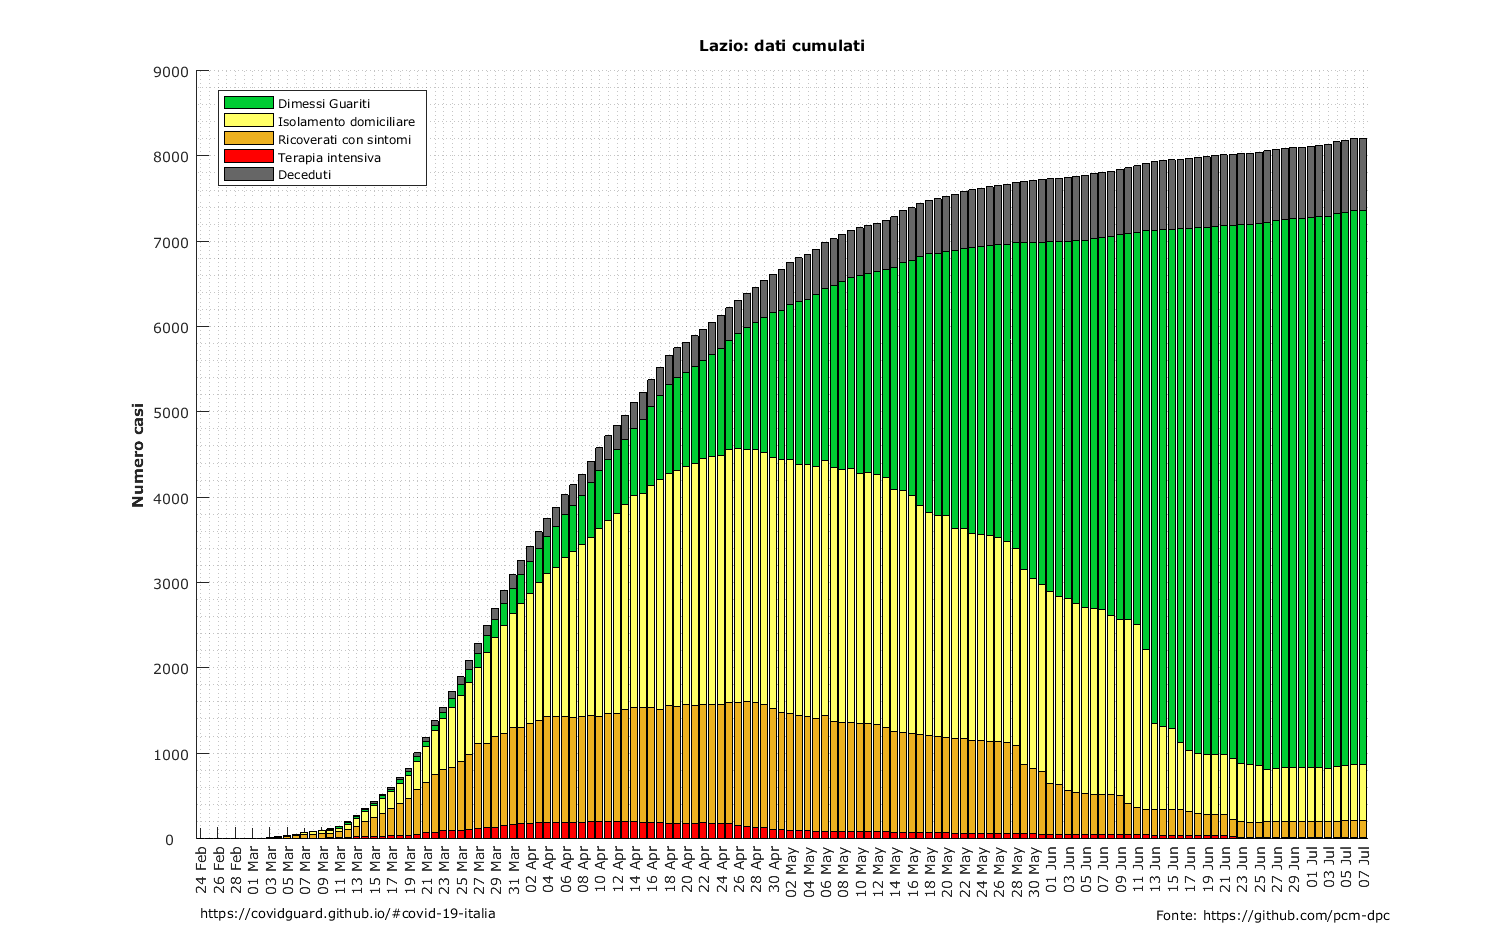 Lazio: dati cumulati
9000
8000
7000
6000
5000
4000
3000
2000
1000
0
Numero casi
Dimessi Guariti
Isolamento domiciliare
Ricoverati con sintomi
Terapia intensiva
Deceduti
24 Feb
26 Feb
28 Feb
01 Mar
03 Mar
05 Mar
07 Mar
09 Mar
11 Mar
13 Mar
15 Mar
17 Mar
19 Mar
21 Mar
23 Mar
25 Mar
27 Mar
29 Mar
31 Mar
02 Apr
04 Apr
06 Apr
08 Apr
10 Apr
12 Apr
14 Apr
16 Apr
18 Apr
20 Apr
22 Apr
24 Apr
26 Apr
28 Apr
30 Apr
02 May
04 May
06 May
08 May
10 May
12 May
14 May
16 May
18 May
20 May
22 May
24 May
26 May
28 May
30 May
01 Jun
03 Jun
05 Jun
07 Jun
09 Jun
11 Jun
13 Jun
15 Jun
17 Jun
19 Jun
21 Jun
23 Jun
25 Jun
27 Jun
29 Jun
01 Jul
03 Jul
05 Jul
07 Jul
https://covidguard.github.io/#covid-19-italia
Fonte: https://github.com/pcm-dpc